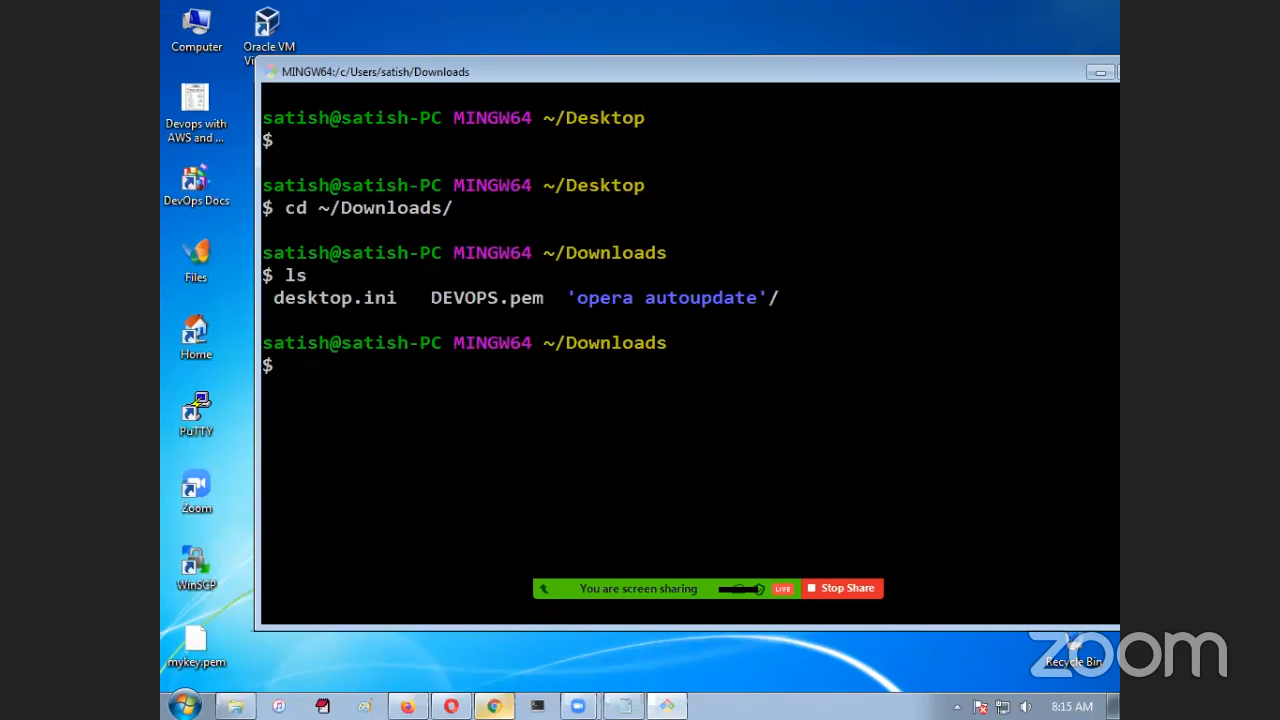 Computer
Oracle VM
Devops with
AWS and ...
DevOps Docs
Files
Home
PuTTY
Zoom
WinSCP
mykey.pem
MINGW64:/c/Users/satish/Downloads
satish@satish-PC MINGW64 ~/Desktop
$
satish@satish-PC MINGW64 ~/Desktop
$ cd ~/Downloads/
satish@satish-PC MINGW64 ~/Downloads
$ ls
desktop.ini DEVOPS.pem 'opera autoupdate'/
satish@satish-PC MINGW64 ~/Downloads
$
You are screen sharing LIVE Stop Share
Recycle Bin
zoom
8:15 AM